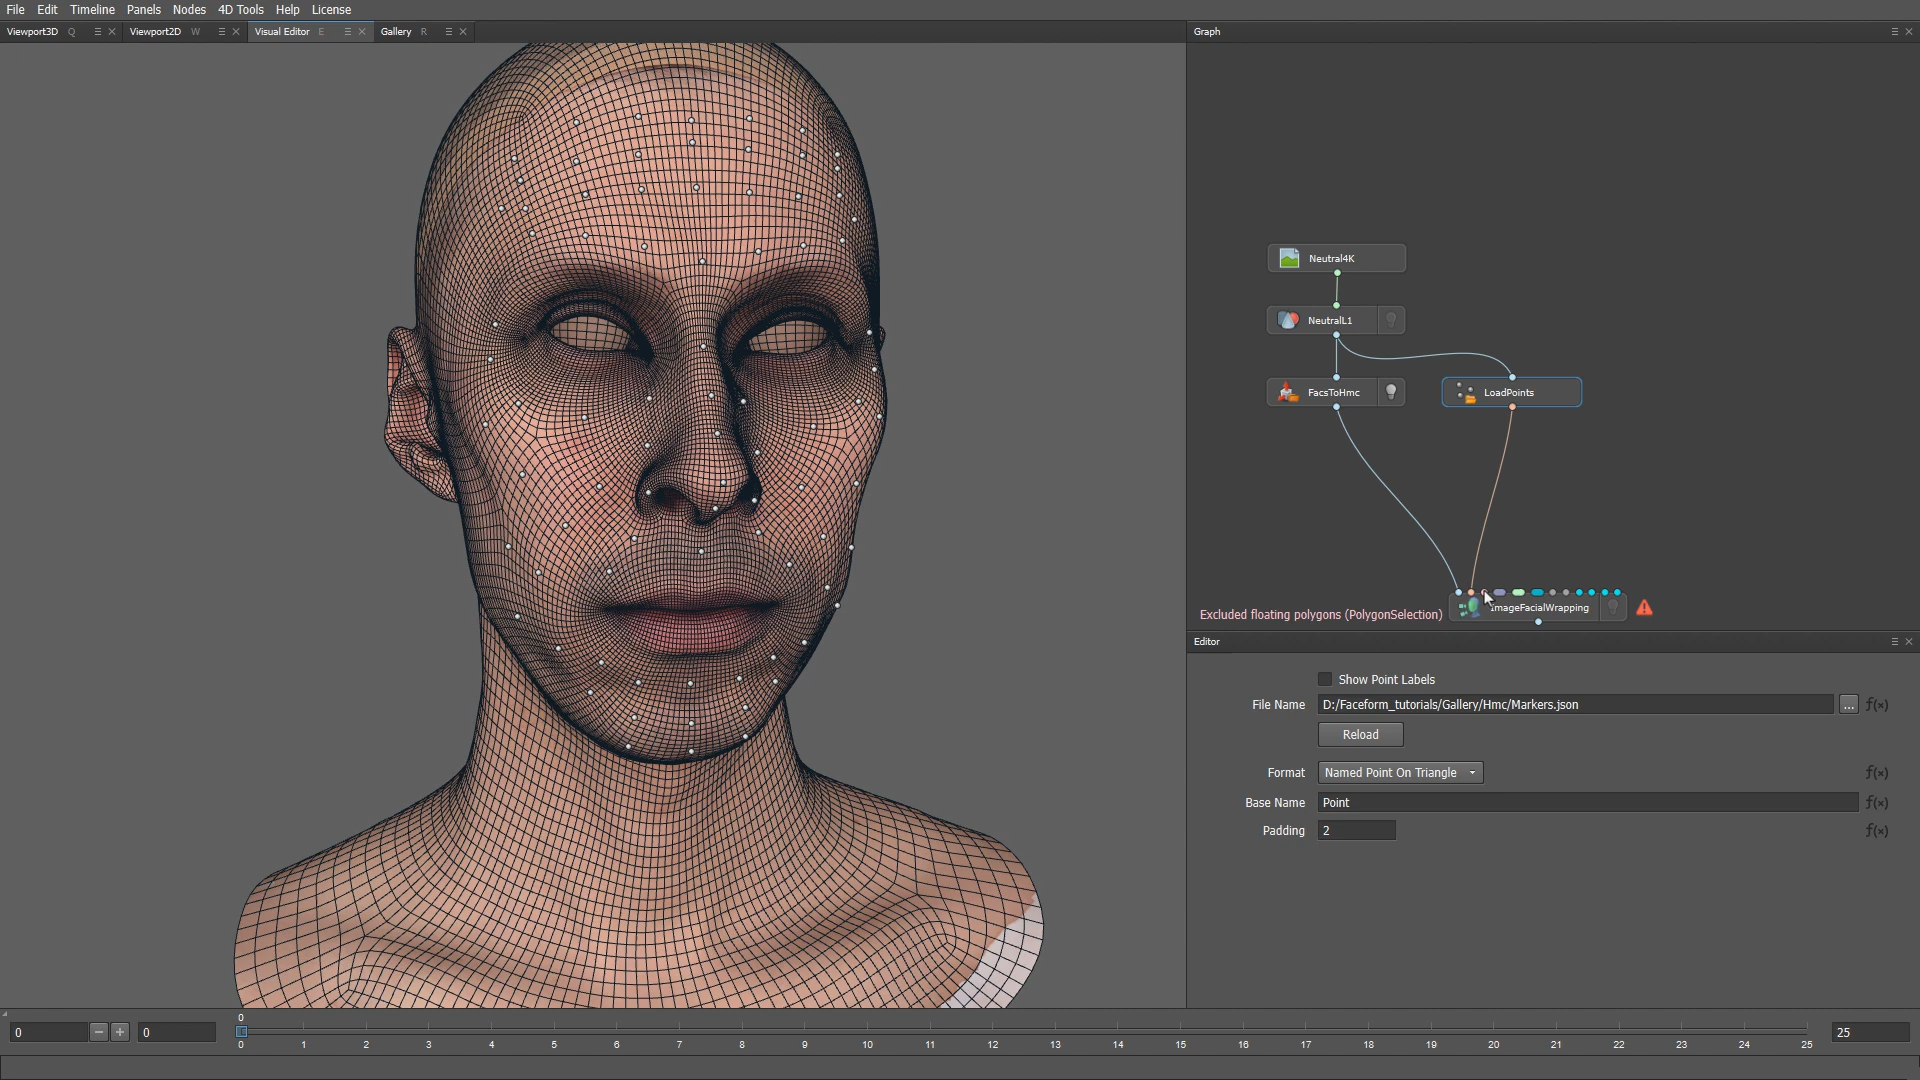 File Edit Timeline Panels Nodes 4D Tools Help License
Viewport3D Q Viewport2D W Visual Editor E Gallery R Graph
Neutral4K
NeutralL1
FacsToHmc LoadPoints
Excluded floating polygons (PolygonSelection) ImageFacialWrapping
Editor
Show Point Labels
File Name D:/Faceform_tutorials/Gallery/Hmc/Markers.json ... f(x)
Reload
Format Named Point On Triangle f(x)
Base Name Point f(x)
Padding 2 f(x)
0
0 0 25
0 1 2 3 4 5 6 7 8 9 10 11 12 13 14 15 16 17 18 19 20 21 22 23 24 25